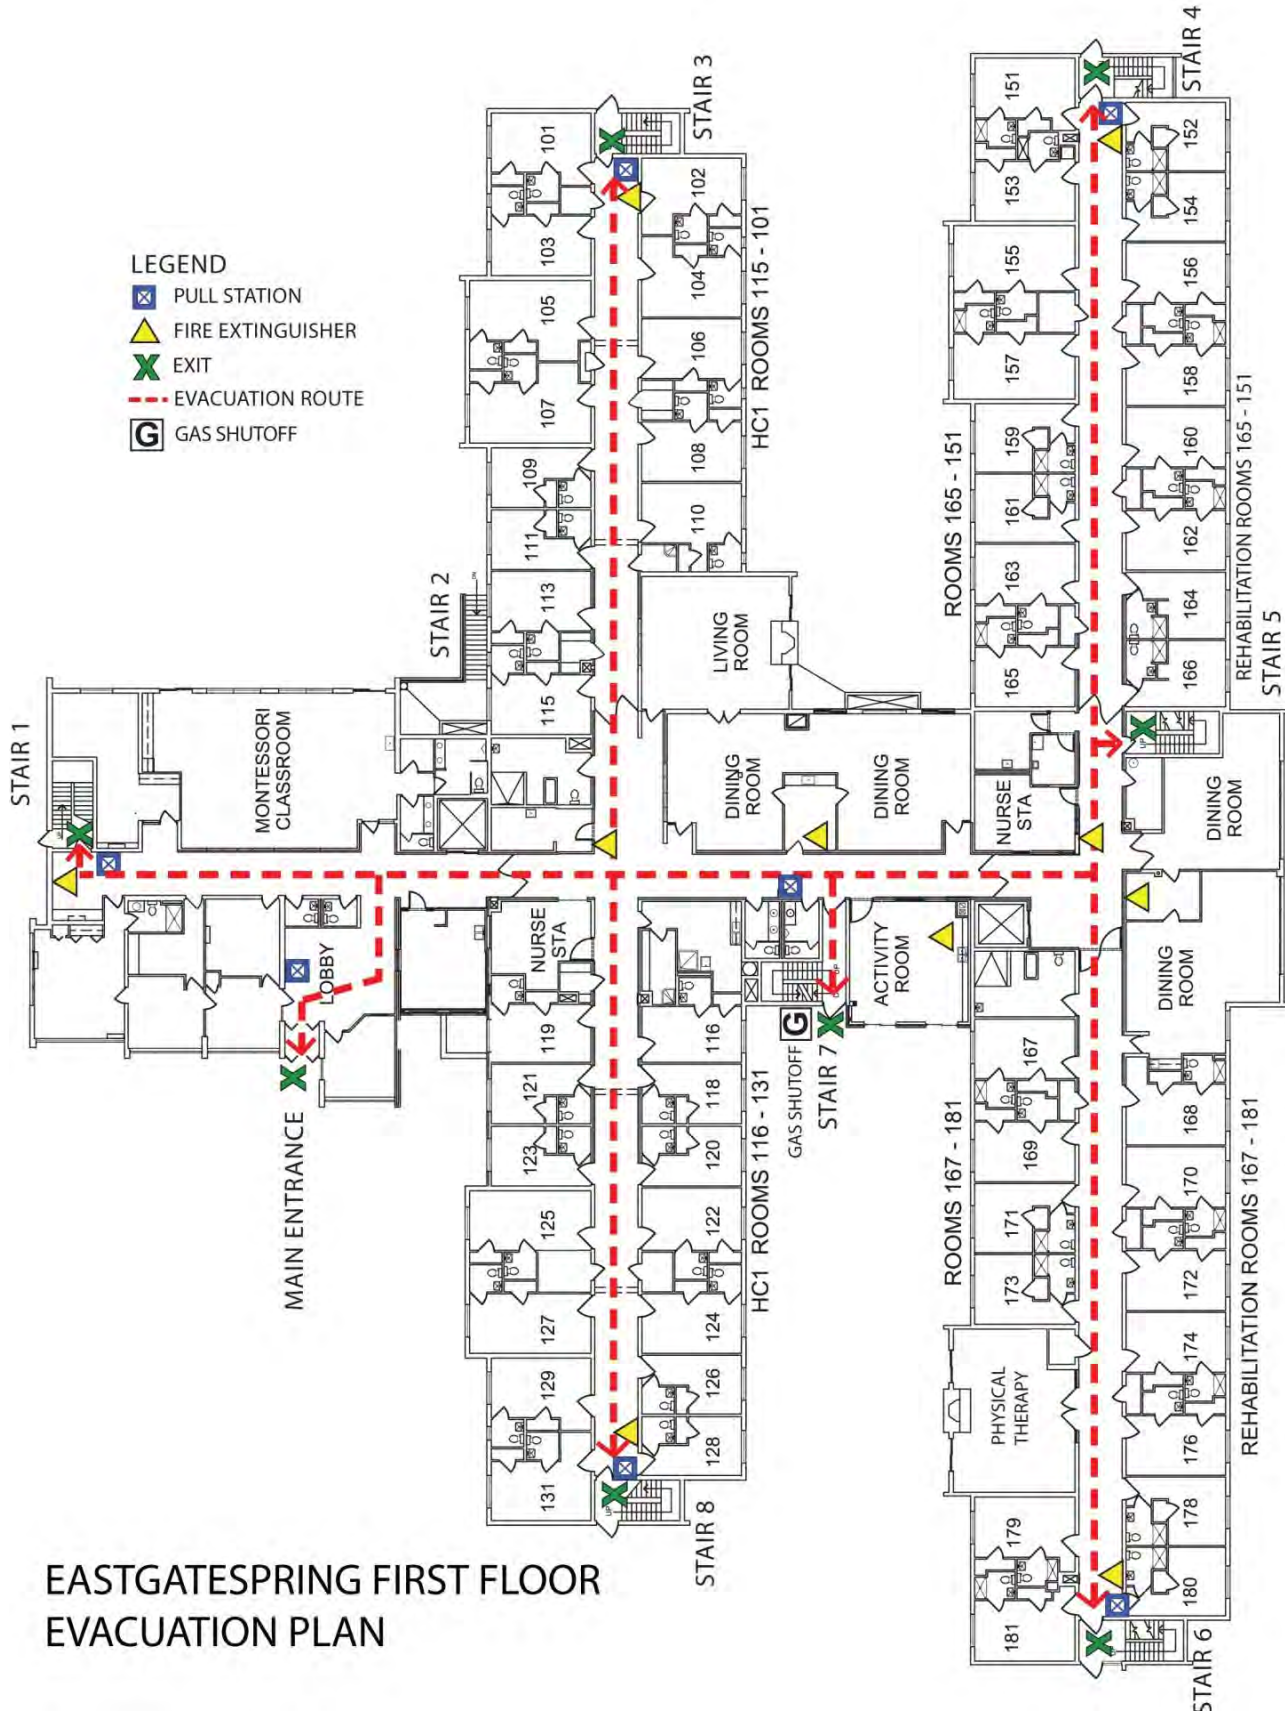 STAIR 4
STAIR 3
151
101
152
102
153
154
103
HC1  ROOMS 115 - 101
LEGEND
PULL STATION
FIRE EXTINGUISHER
EXIT
EVACUATION ROUTE
G GAS SHUTOFF
104
155
156
105
106
157
158
107
REHABILITATION ROOMS 165 - 151
108
159
160
109
ROOMS 165 - 151
110
161
162
111
163
164
113
STAIR 2
LIVING
ROOM
165
166
115
STAIR 5
STAIR 1
MONTESSORI
CLASSROOM
DINING
ROOM
DINING
ROOM
NURSE
STA
DINING
ROOM
UP
LOBBY
NURSE
STA
ACTIVITY
ROOM
DINING
ROOM
119
116
G
GAS SHUTOFF
STAIR 7
167
168
121
118
MAIN ENTRANCE
123
120
169
170
HC1  ROOMS 116 - 131
ROOMS 167 - 181
REHABILITATION ROOMS 167 - 181
125
122
171
172
173
127
124
174
129
126
PHYSICAL
THERAPY
176
128
131
UP
178
179
STAIR 8
180
181
STAIR 6
EASTGATESPRING FIRST FLOOR
EVACUATION PLAN